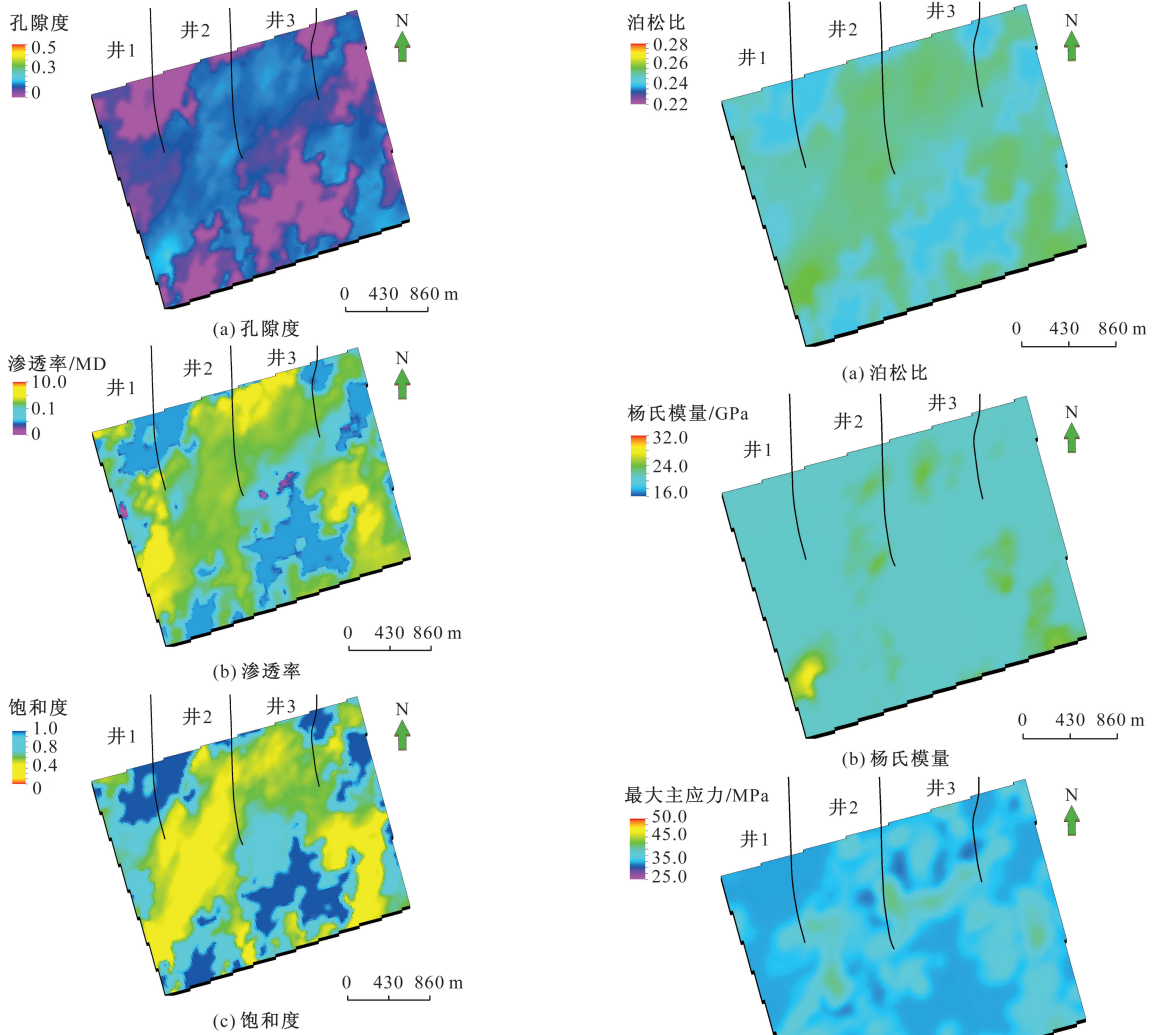 孔隙度
0.5
0.3
0
井1
井2
井3
N
0 430 860 m
(a) 孔隙度
渗透率/MD
10.0
0.1
0
井1
井2
井3
N
0 430 860 m
(b) 渗透率
饱和度
1.0
0.8
0.4
0
井1
井2
井3
N
0 430 860 m
(c) 饱和度
泊松比
0.28
0.26
0.24
0.22
井1
井2
井3
N
0 430 860 m
(a) 泊松比
杨氏模量/GPa
32.0
24.0
16.0
井1
井2
井3
N
0 430 860 m
(b) 杨氏模量
最大主应力/MPa
50.0
45.0
35.0
25.0
井1
井2
井3
N